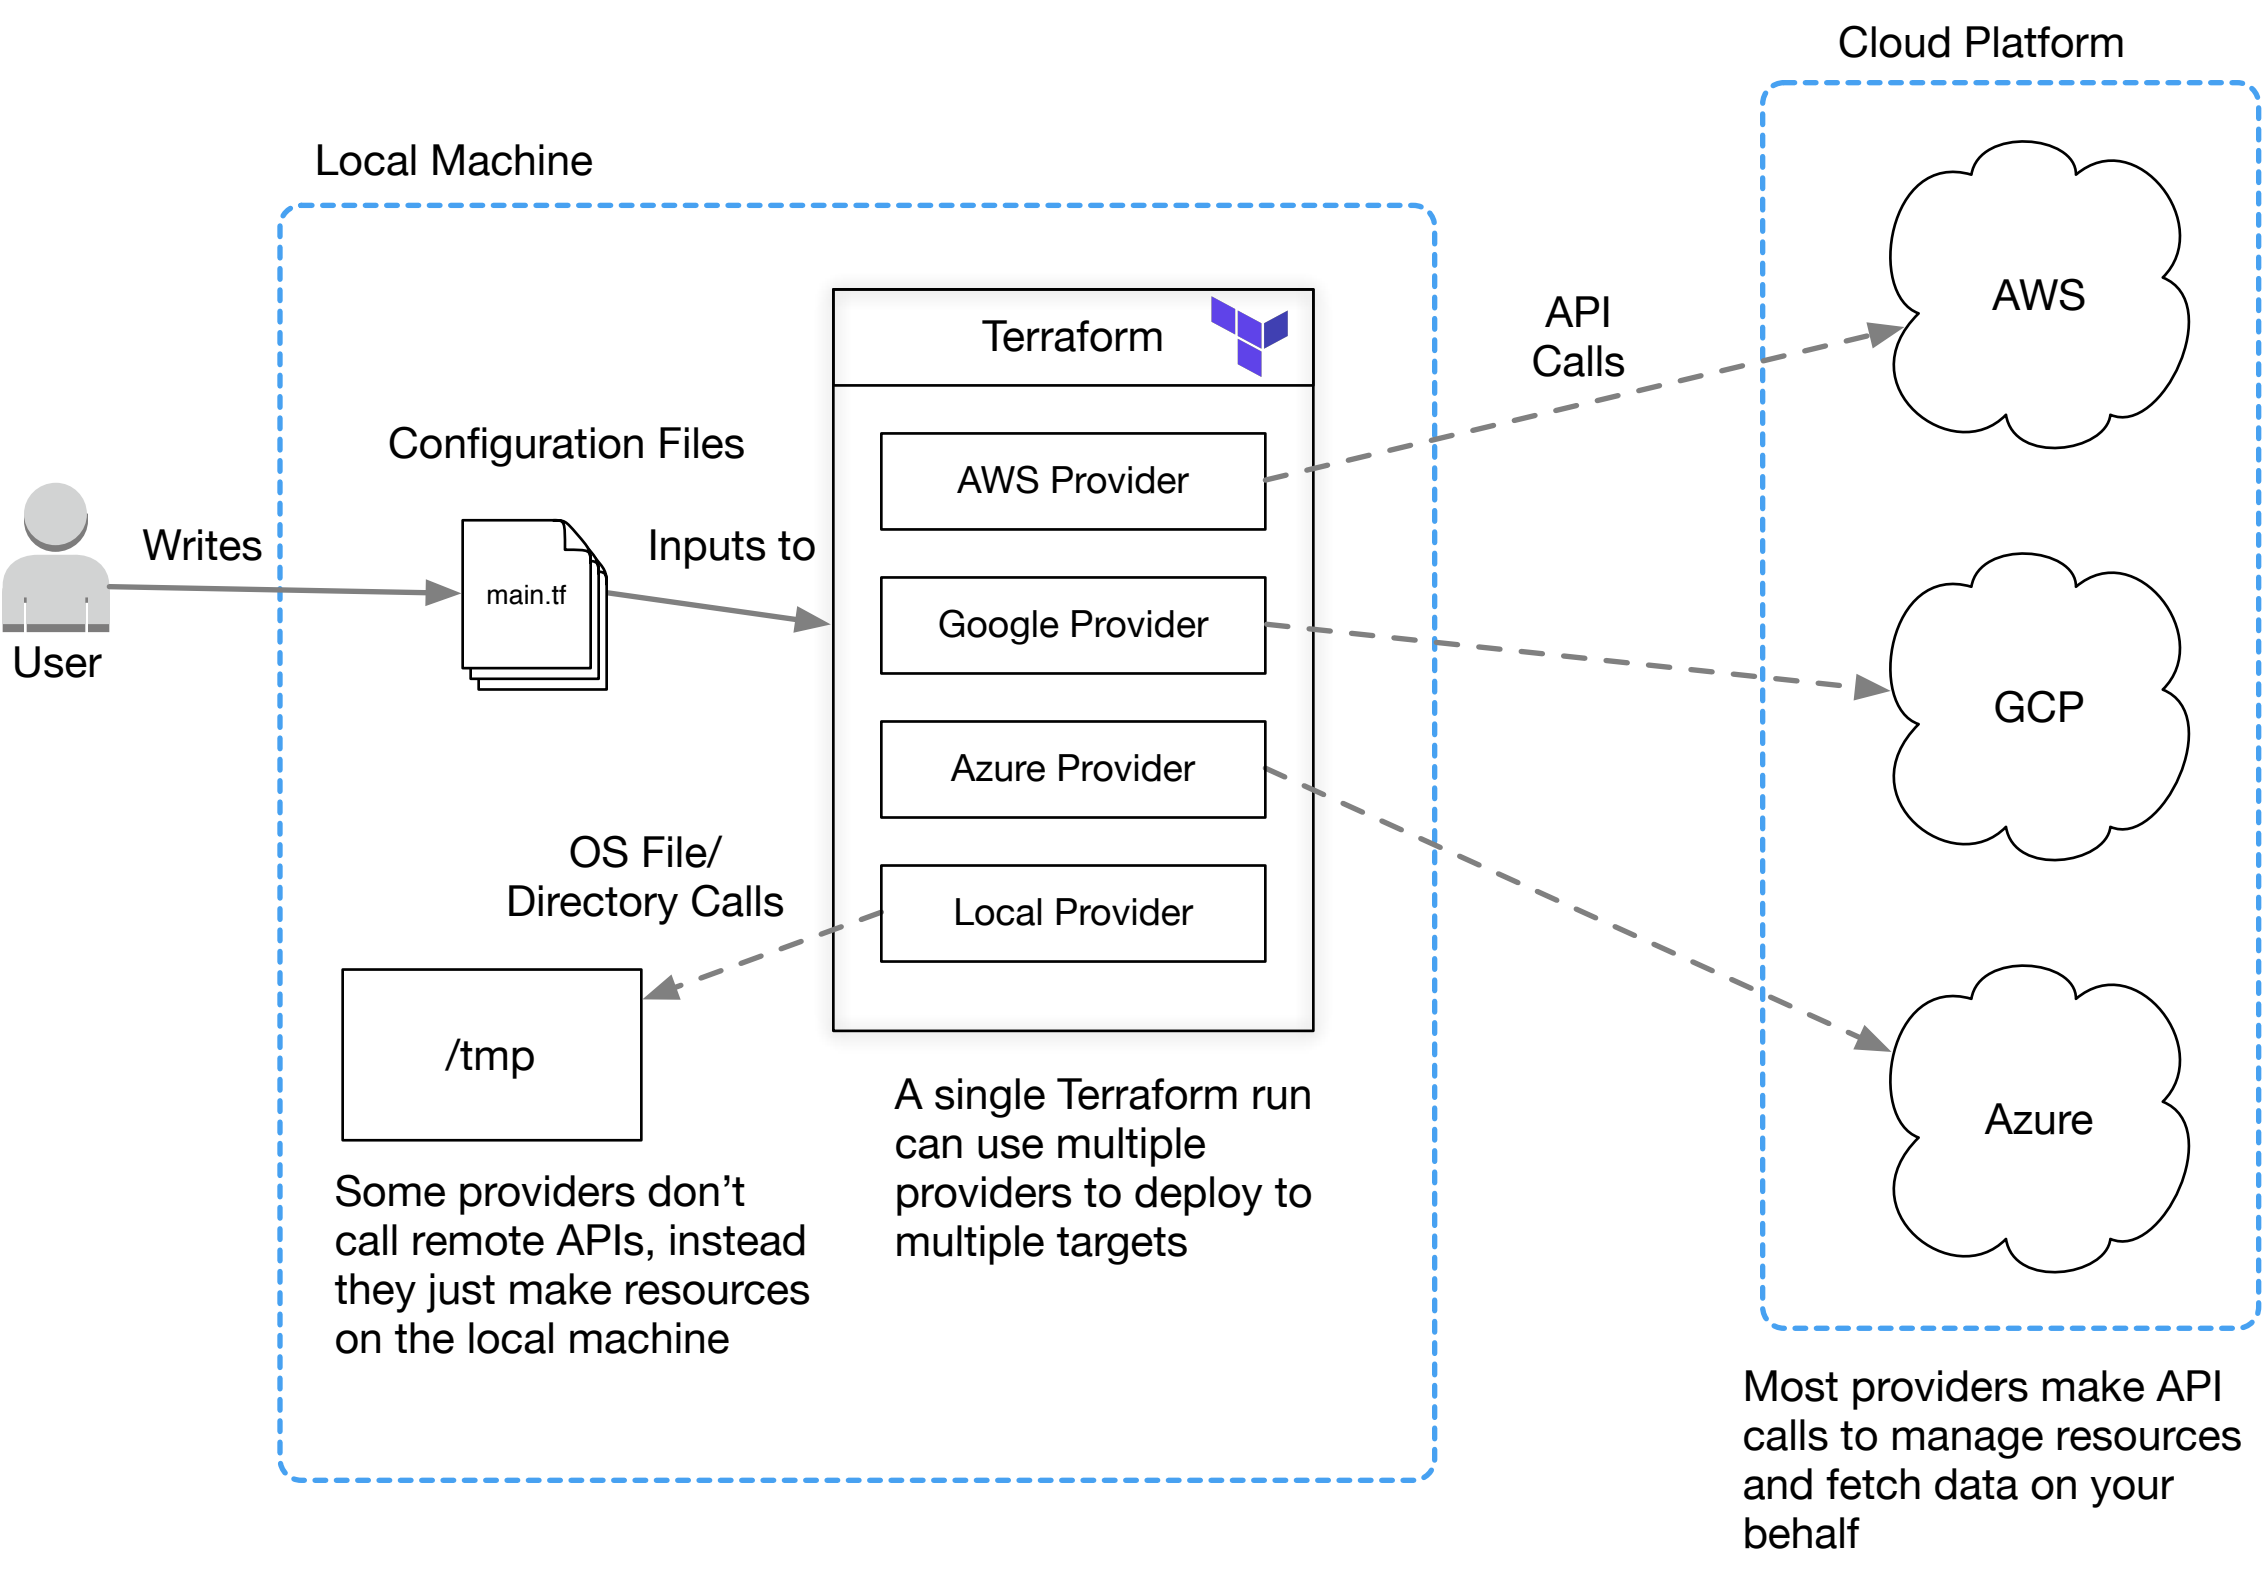 Cloud Platform
Local Machine
AWS
Terraform
API
Calls
Configuration Files
AWS Provider
Writes
main.tf
Inputs to
Google Provider
User
GCP
Azure Provider
OS File/
Directory Calls
Local Provider
/tmp
A single Terraform run
can use multiple
providers to deploy to
multiple targets
Azure
Some providers don’t
call remote APIs, instead
they just make resources
on the local machine
Most providers make API
calls to manage resources
and fetch data on your
behalf